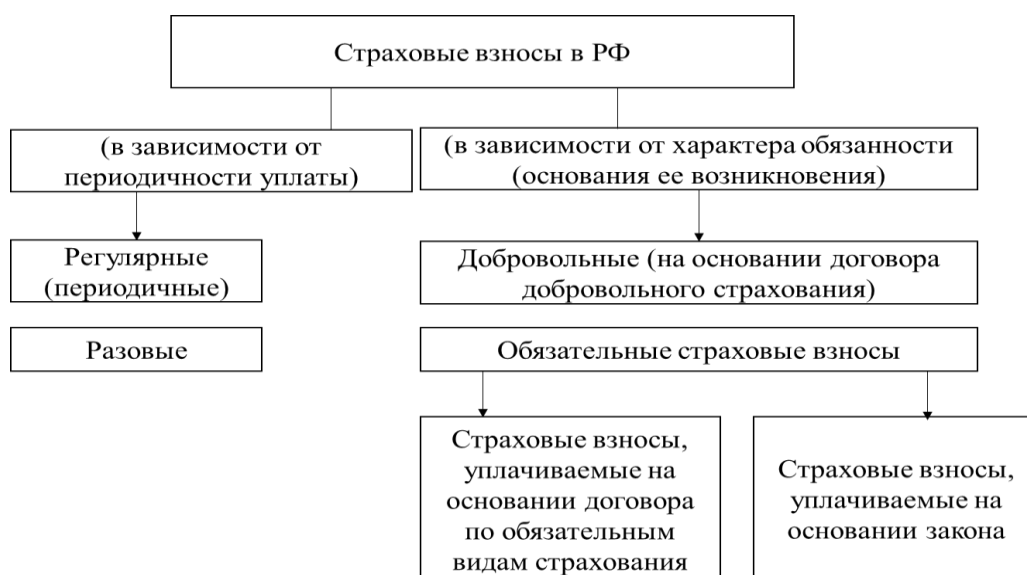 Страховые взносы в РФ
(в зависимости от
периодичности уплаты)
(в зависимости от характера обязанности
(основания ее возникновения)
Регулярные
(периодичные)
Добровольные (на основании договора
добровольного страхования)
Разовые
Обязательные страховые взносы
Страховые взносы,
уплачиваемые на
основании договора
по обязательным
видам страхования
Страховые взносы,
уплачиваемые на
основании закона